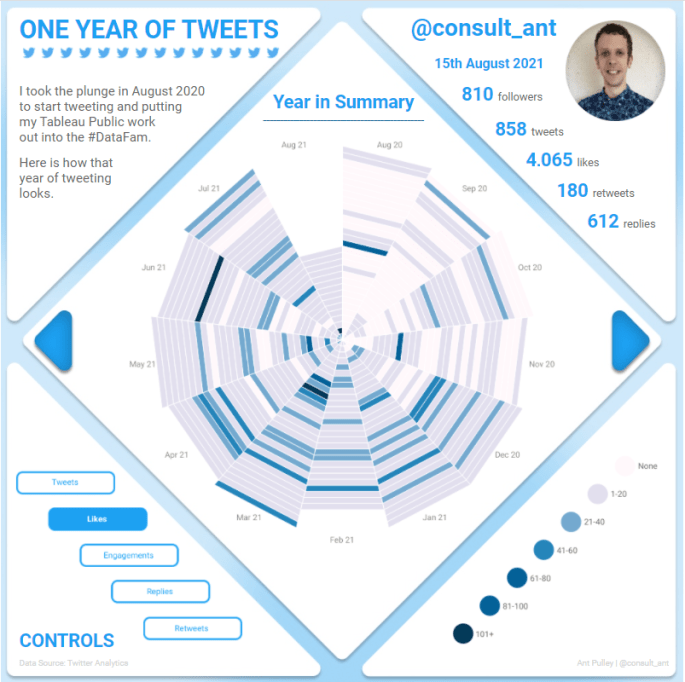 ONE YEAR OF TWEETS
I took the plunge in August 2020
to start tweeting and putting
my Tableau Public work
out into the #DataFam.
Here is how that
year of tweeting
looks.
@consult_ant
15th August 2021
810 followers
858 tweets
4.065 likes
180 retweets
612 replies
Year in Summary
Aug 21
Aug 20
Jul 21
Sep 20
Jun 21
Oct 20
May 21
Nov 20
Apr 21
Dec 20
Mar 21
Jan 21
Feb 21
Tweets
Likes
Engagements
Replies
Retweets
CONTROLS
Data Source: Twitter Analytics
None
1-20
21-40
41-60
61-80
81-100
101+
Ant Pulley | @consult_ant